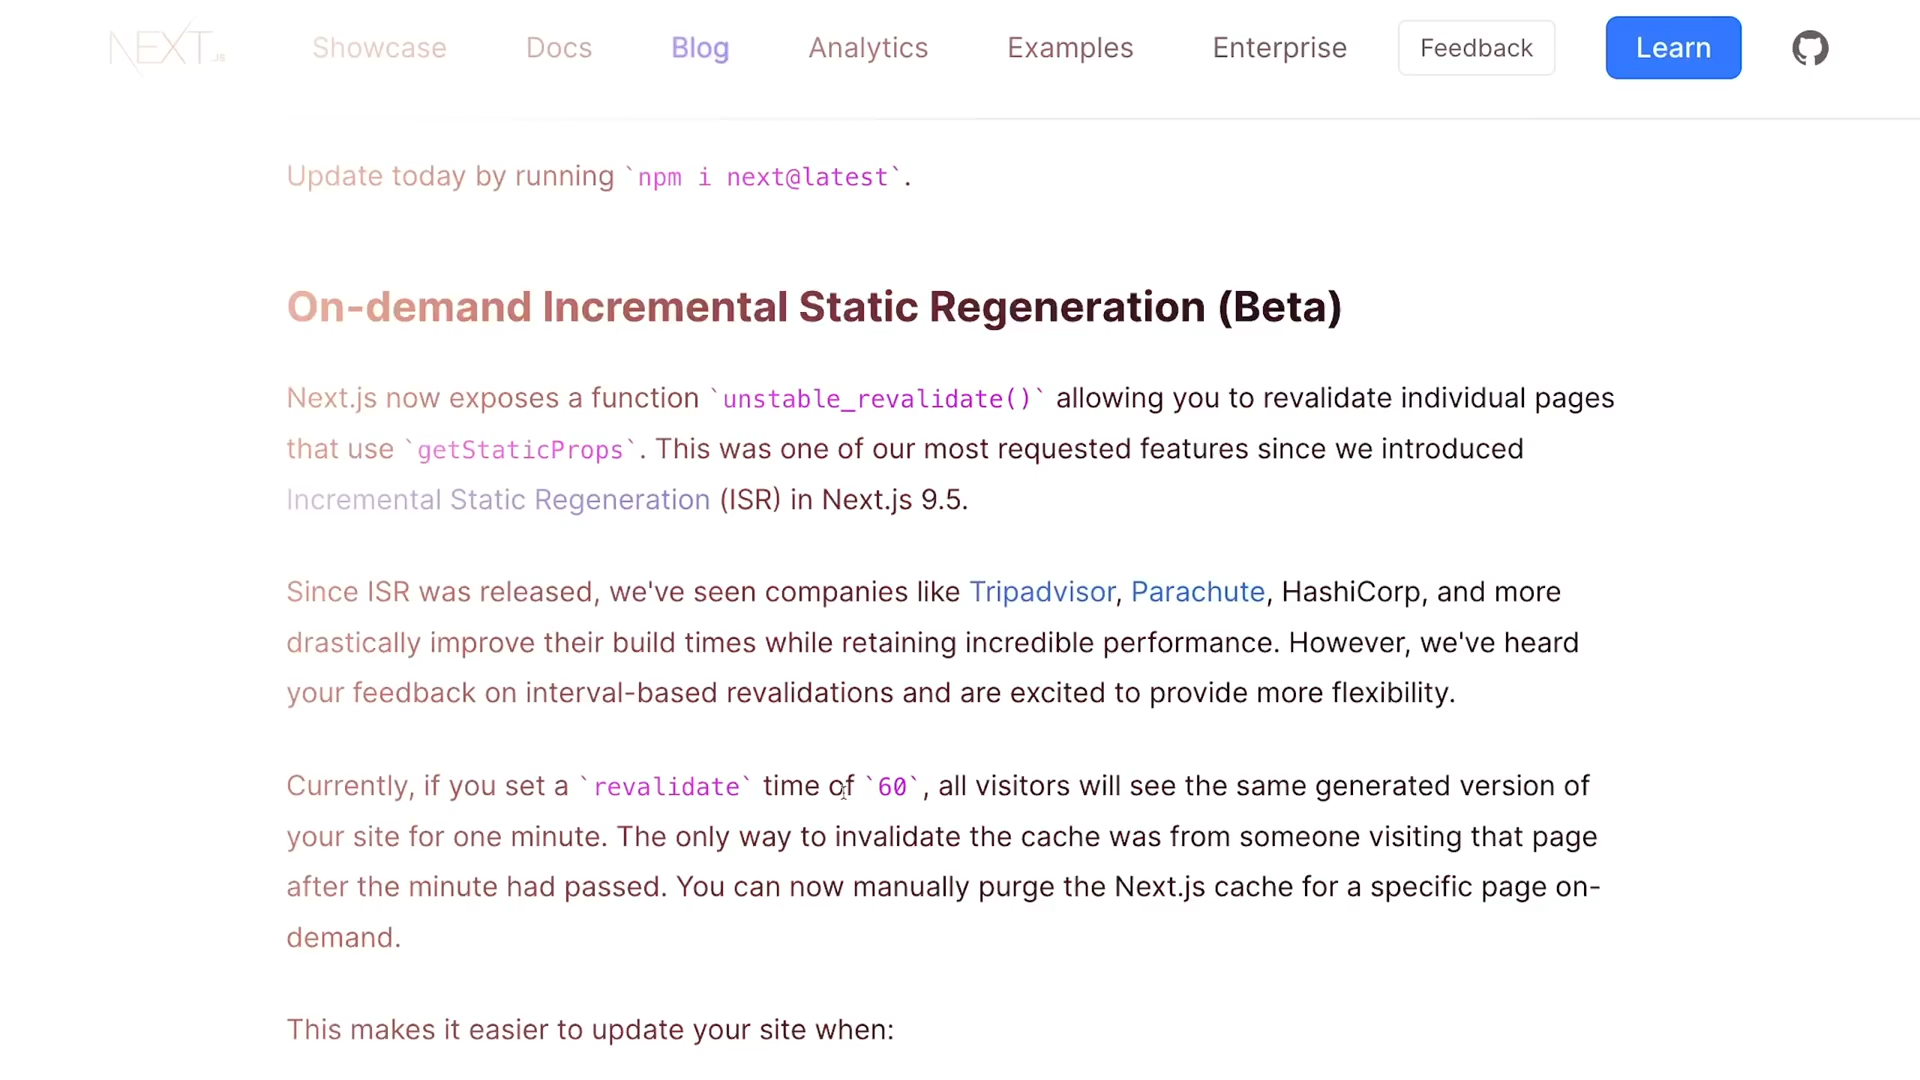 NEXT.JS Showcase Docs Blog Analytics Examples Enterprise Feedback Learn
Update today by running `npm i next@latest`.
On-demand Incremental Static Regeneration (Beta)
Next.js now exposes a function `unstable_revalidate()` allowing you to revalidate individual pages
that use `getStaticProps`. This was one of our most requested features since we introduced
Incremental Static Regeneration (ISR) in Next.js 9.5.
Since ISR was released, we've seen companies like Tripadvisor, Parachute, HashiCorp, and more
drastically improve their build times while retaining incredible performance. However, we've heard
your feedback on interval-based revalidations and are excited to provide more flexibility.
Currently, if you set a `revalidate` time of `60`, all visitors will see the same generated version of
your site for one minute. The only way to invalidate the cache was from someone visiting that page
after the minute had passed. You can now manually purge the Next.js cache for a specific page on-
demand.
This makes it easier to update your site when: